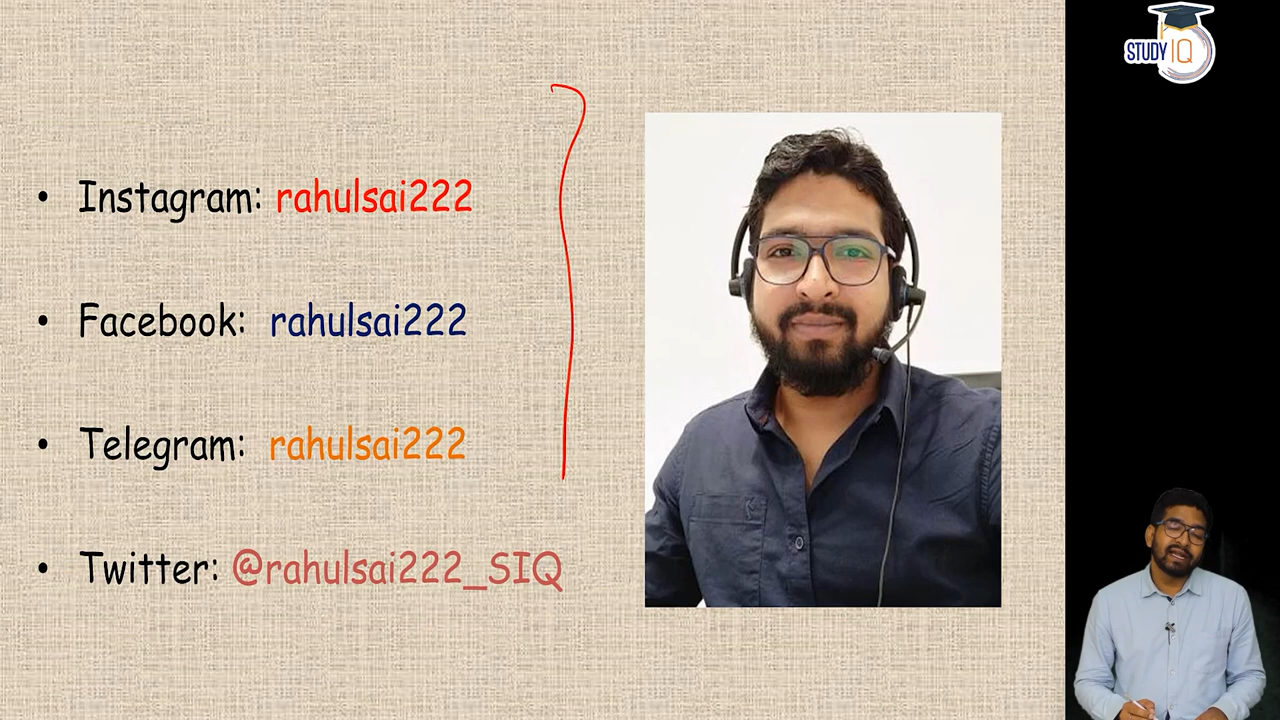 • Instagram: rahulsai222
• Facebook: rahulsai222
• Telegram: rahulsai222
• Twitter: @rahulsai222_SIQ
STUDY IQ